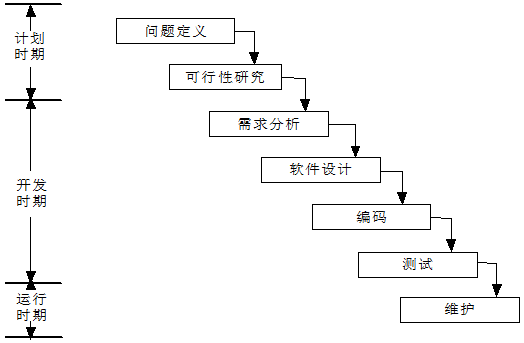 计划
时期
问题定义
可行性研究
需求分析
开发
时期
软件设计
编码
测试
运行
时期
维护